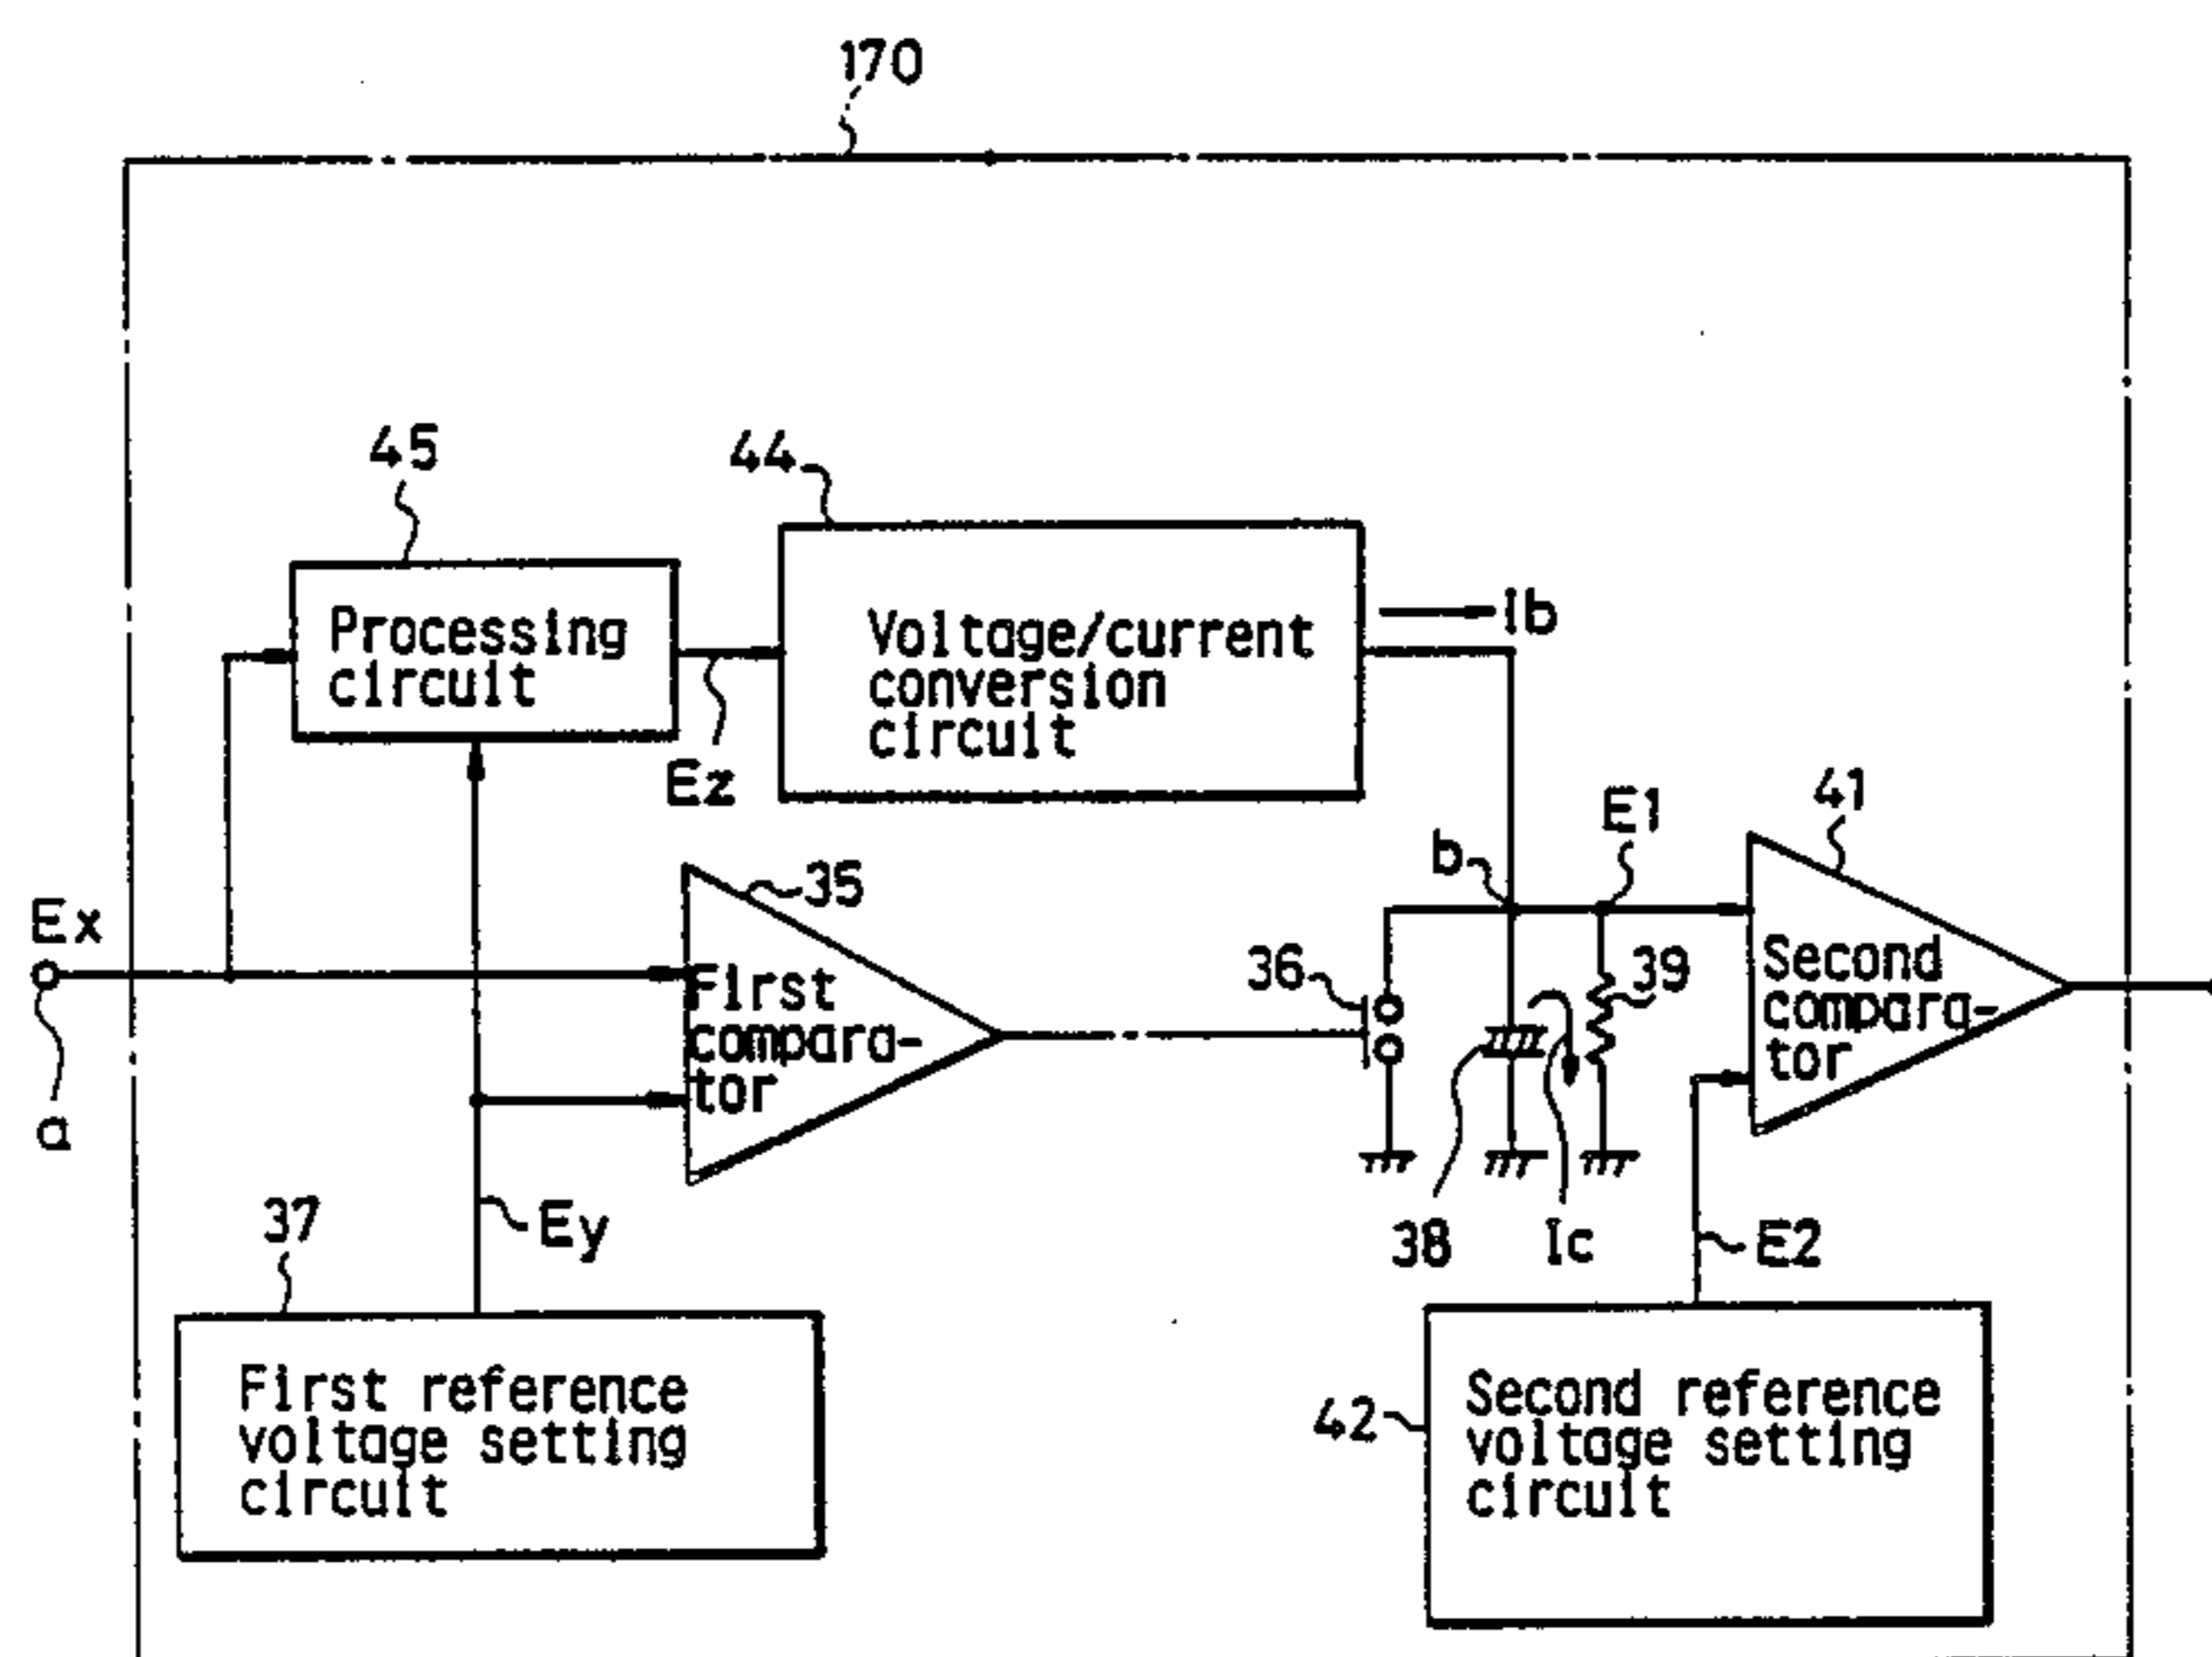 170
45
44
Processing
circuit
Voltage/current
conversion
circuit
Ib
Ez
41
E1
b
35
Ex
a
First
compara-
tor
36
39
Second
compara-
tor
37
Ey
38
Ic
E2
First reference
voltage setting
circuit
42
Second reference
voltage setting
circuit